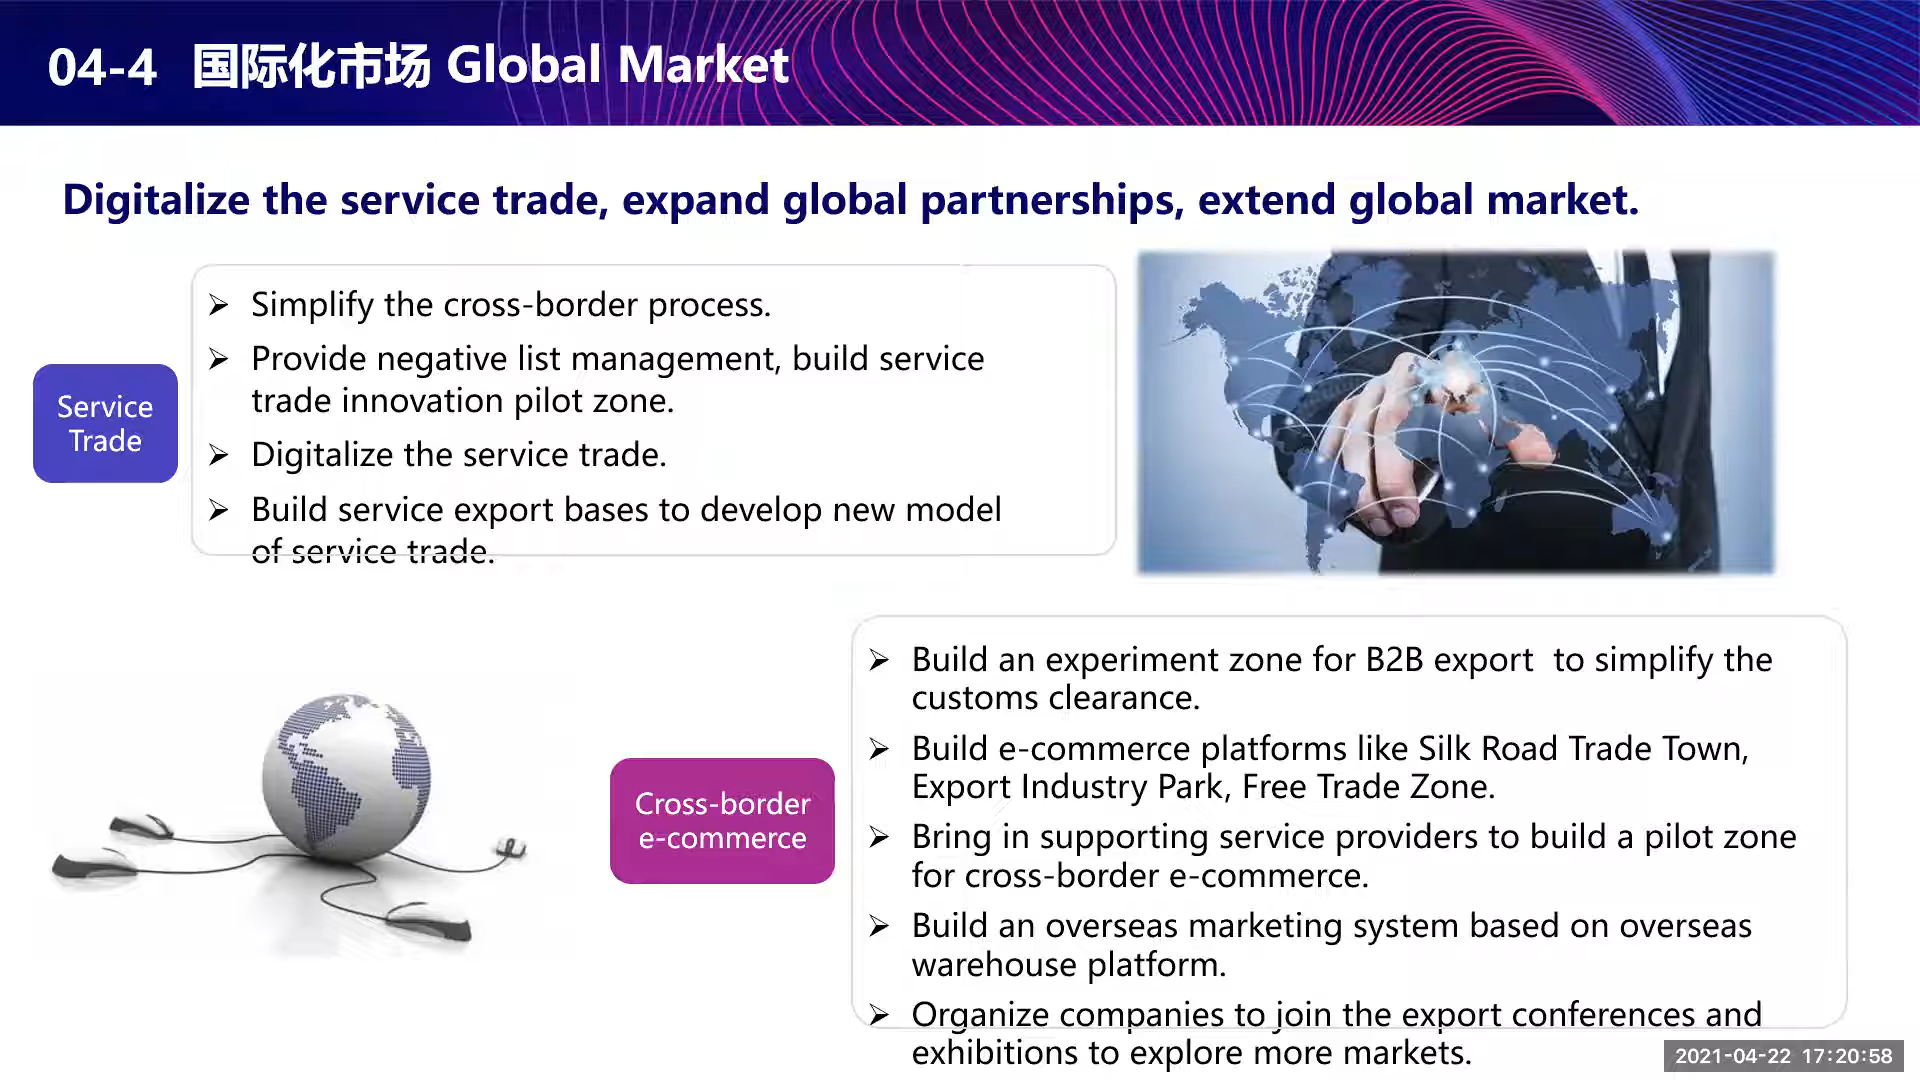 04-4 国际化市场 Global Market
Digitalize the service trade, expand global partnerships, extend global market.
Service
Trade
➢ Simplify the cross-border process.
➢ Provide negative list management, build service
trade innovation pilot zone.
➢ Digitalize the service trade.
➢ Build service export bases to develop new model
of service trade.
Cross-border
e-commerce
➢ Build an experiment zone for B2B export  to simplify the
customs clearance.
➢ Build e-commerce platforms like Silk Road Trade Town,
Export Industry Park, Free Trade Zone.
➢ Bring in supporting service providers to build a pilot zone
for cross-border e-commerce.
➢ Build an overseas marketing system based on overseas
warehouse platform.
➢ Organize companies to join the export conferences and
exhibitions to explore more markets.
2021-04-22 17:20:58